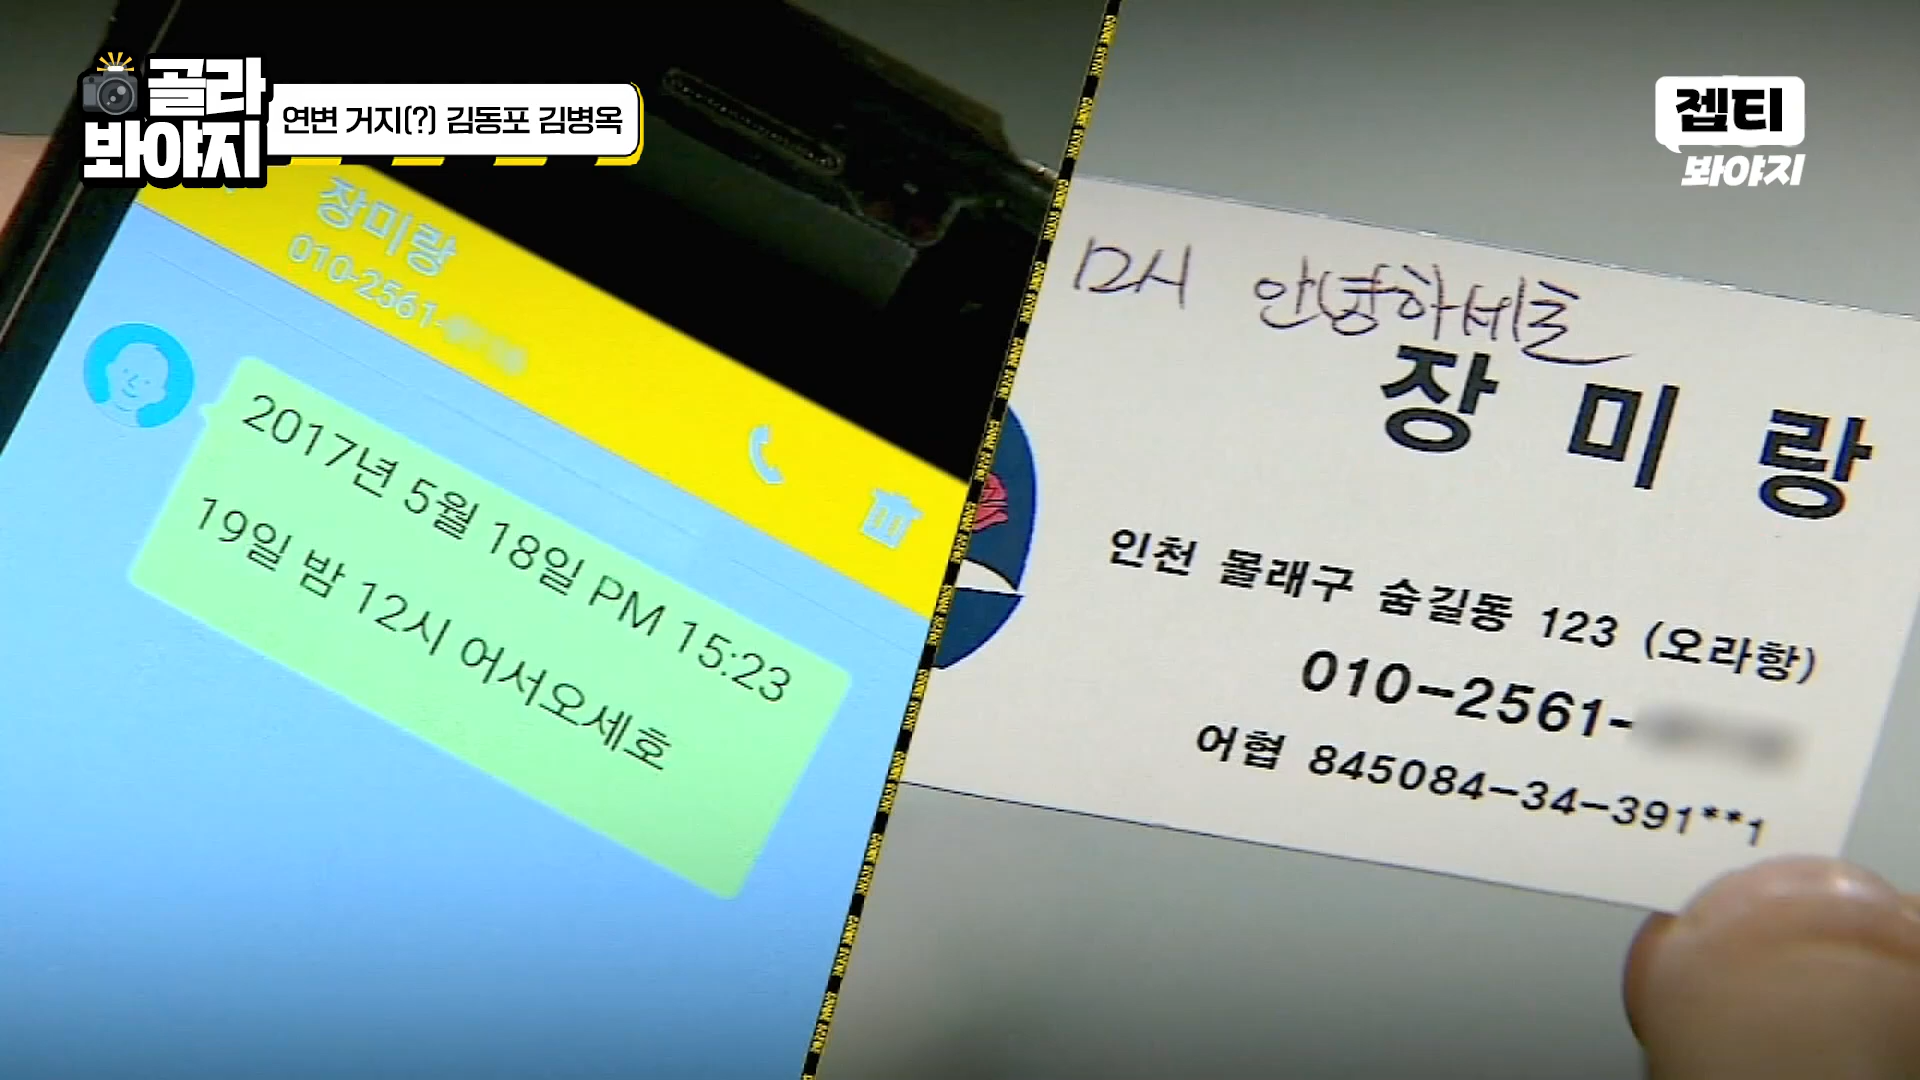 골라
봐야지
연변 거지(?) 김동포 김병옥
젭티
봐야지
장미랑
010-2561-
2017년 5월 18일 PM 15:23
19일 밤 12시 어서오세호
12시 안녕하세호
장 미 랑
인천 몰래구 숨길동 123 (오라항)
010-2561-
어협 845084-34-391**1